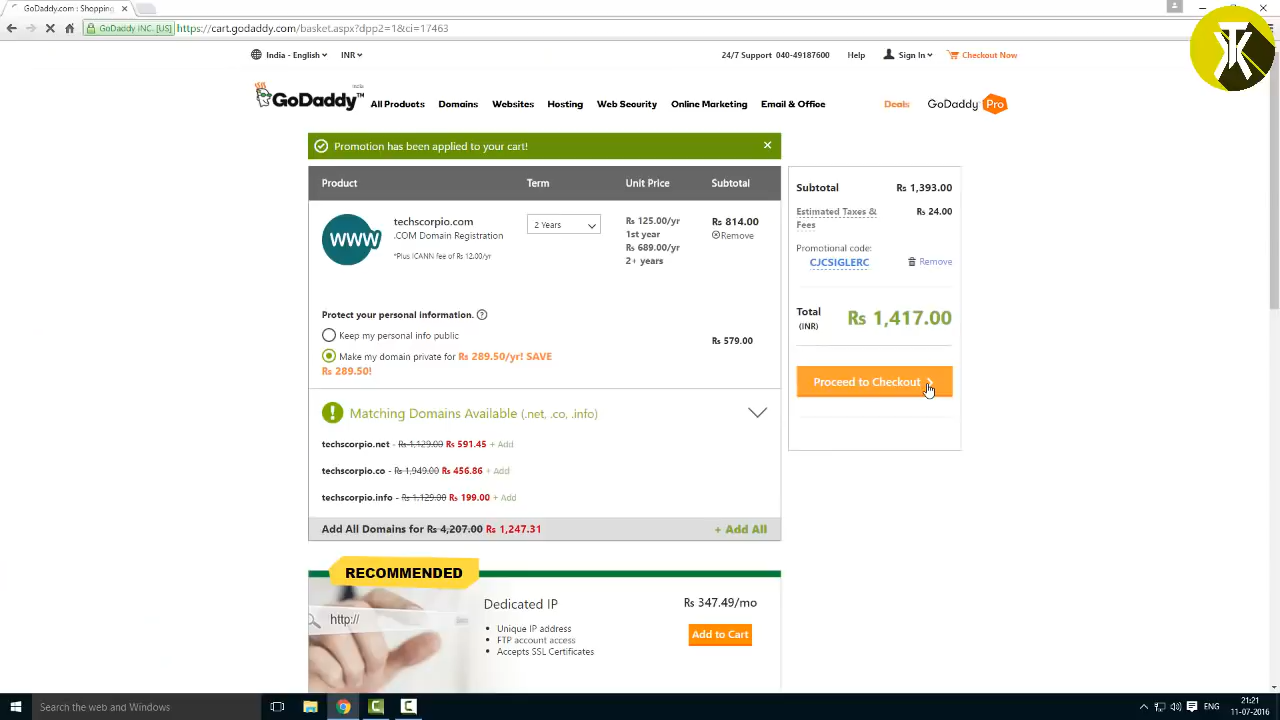 GoDaddy.com : Shopping
GoDaddy INC. [US] https://cart.godaddy.com/basket.aspx?dpp2=1&ci=17463
India - English INR 24/7 Support 040-49187600 Help Sign In Checkout Now
GoDaddy™ All Products Domains Websites Hosting Web Security Online Marketing Email & Office Deals GoDaddy Pro
Promotion has been applied to your cart!
Product Term Unit Price Subtotal
WWW
techscorpio.com
.COM Domain Registration
*Plus ICANN fee of Rs 12.00/yr
2 Years
Rs 125.00/yr
1st year
Rs 689.00/yr
2+ years
Rs 814.00
Remove
Protect your personal information. ?
Keep my personal info public
Make my domain private for Rs 289.50/yr! SAVE
Rs 289.50!
Rs 579.00
Matching Domains Available (.net, .co, .info)
techscorpio.net - Rs 1,129.00 Rs 591.45 + Add
techscorpio.co - Rs 1,949.00 Rs 456.86 + Add
techscorpio.info - Rs 1,129.00 Rs 199.00 + Add
Add All Domains for Rs 4,207.00 Rs 1,247.31 + Add All
RECOMMENDED
http://
Dedicated IP
Unique IP address
FTP account access
Accepts SSL Certificates
Rs 347.49/mo
Add to Cart
Subtotal Rs 1,393.00
Estimated Taxes & Rs 24.00
Fees
Promotional code:
CJCSIGLERC Remove
Total
(INR)
Rs 1,417.00
Proceed to Checkout
Search the web and Windows
ENG
21:21
11-07-2016